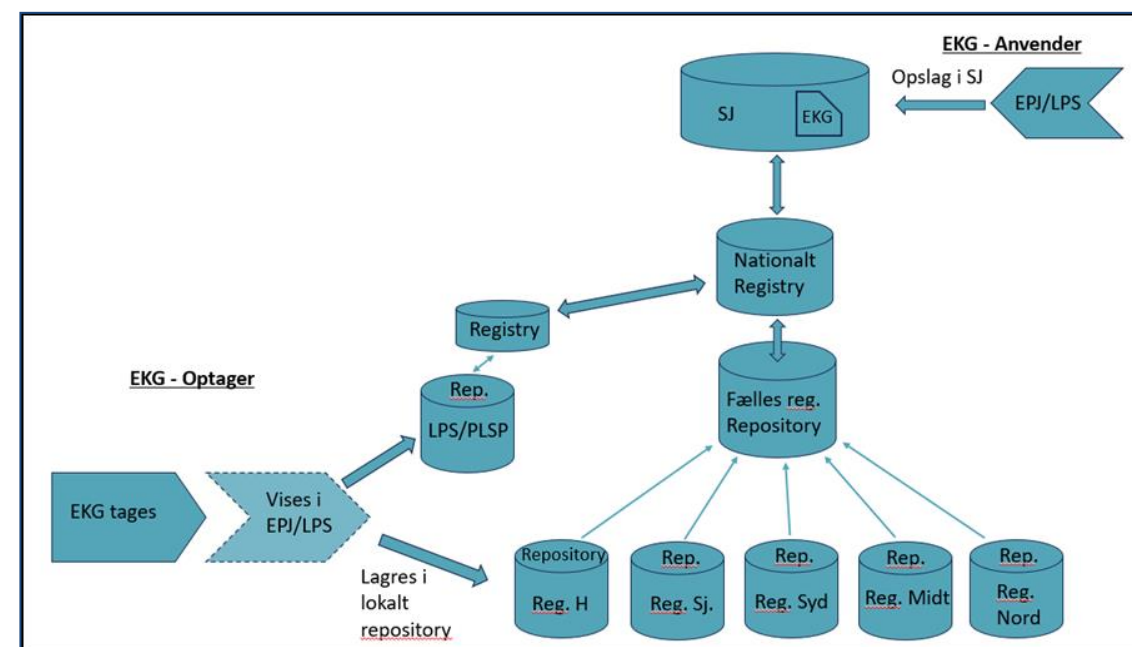 EKG - Anvender
Opslag i SJ
EPJ/LPS
SJ
EKG
Nationalt
Registry
Registry
EKG - Optager
Rep.
LPS/PLSP
Fælles reg.
Repository
EKG tages
Vises i
EPJ/LPS
Lagres i
lokalt
repository
Repository
Reg. H
Rep.
Reg. Sj.
Rep.
Reg. Syd
Rep.
Reg. Midt
Rep.
Reg.
Nord